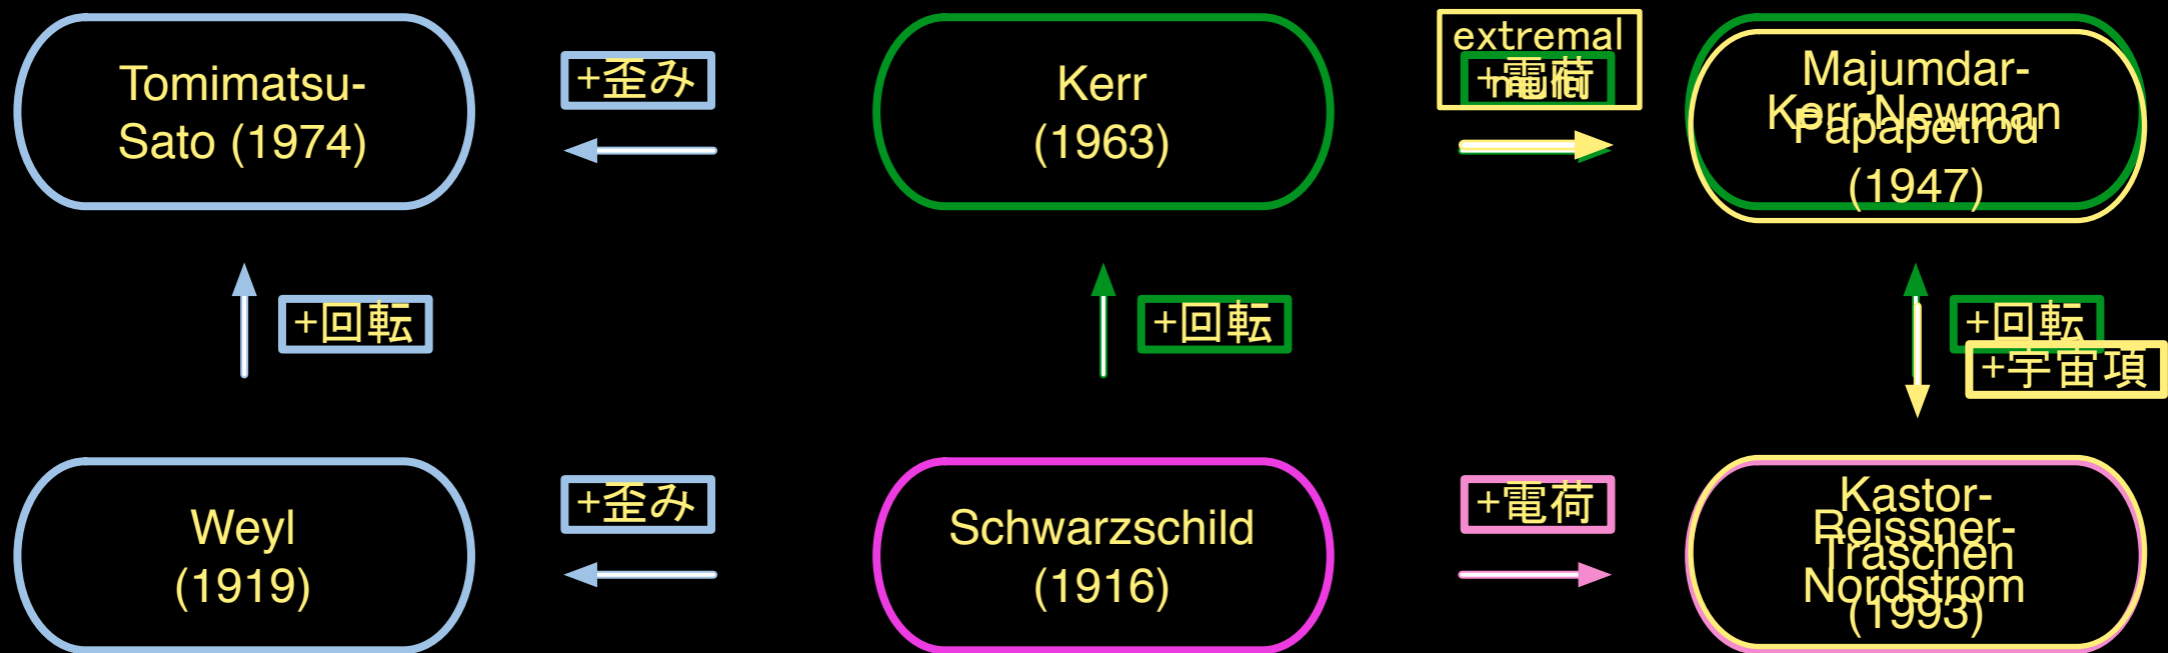 Tomimatsu-
Sato (1974)
+歪み
Kerr
(1963)
extremal
+電荷
multi
Majumdar-
Papapetrou
(1947)
Kerr-Newman
+回転
+回転
+回転
+宇宙項
Weyl
(1919)
+歪み
Schwarzschild
(1916)
+電荷
Kastor-
Traschen
(1993)
Reissner-
Nordstrom